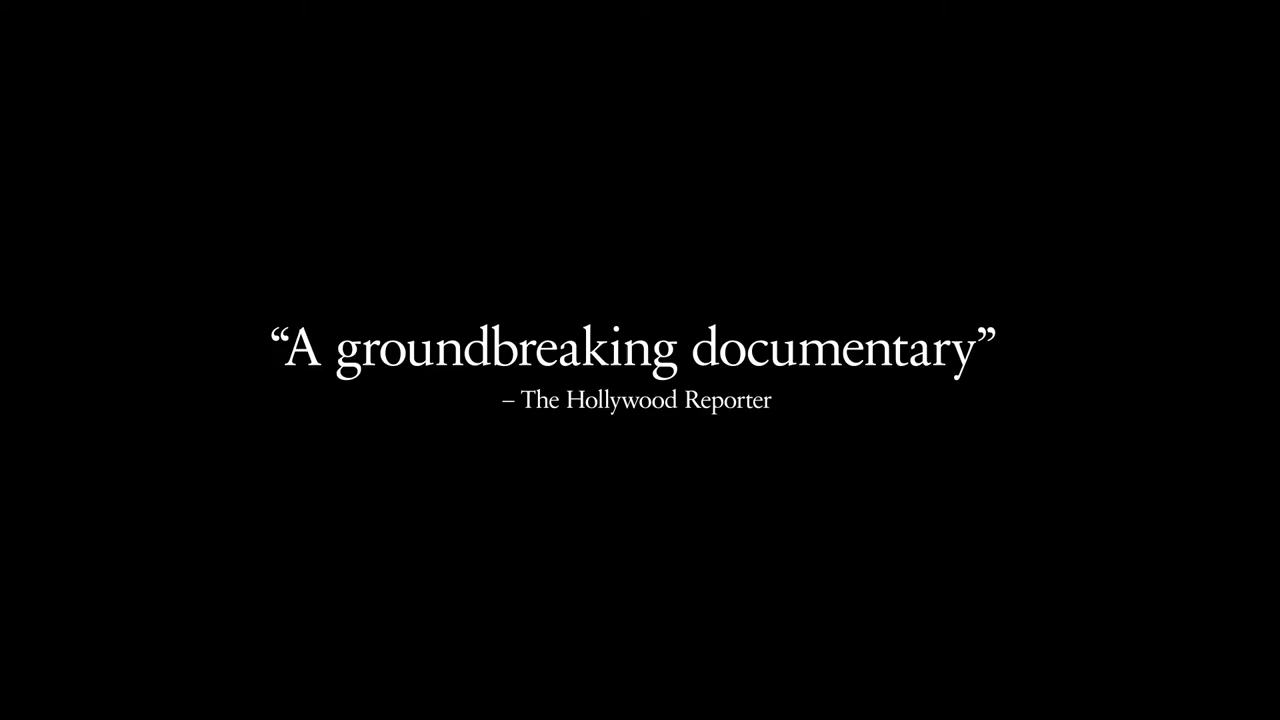 “A groundbreaking documentary”
– The Hollywood Reporter